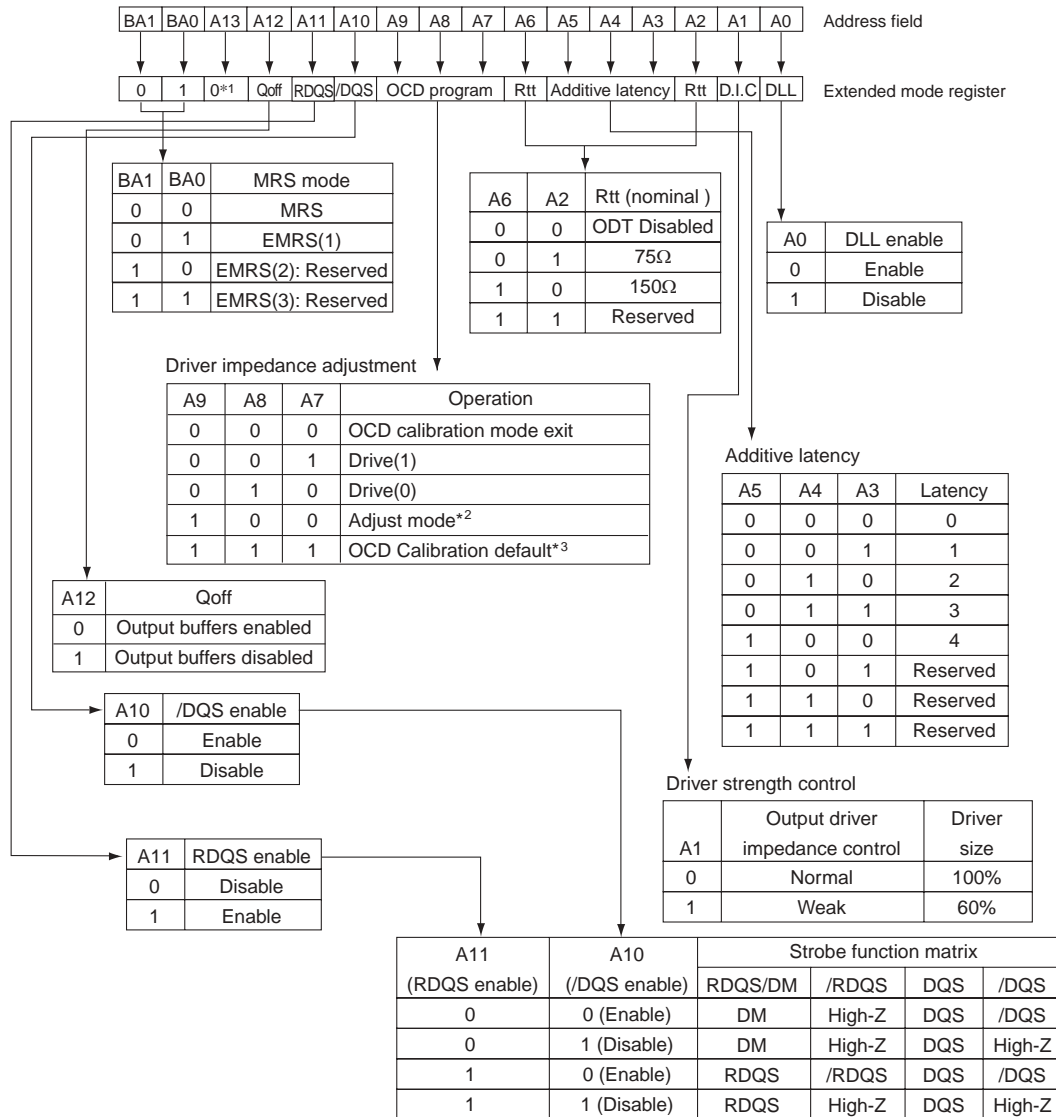 BA1 BA0 A13 A12 A11 A10 A9 A8 A7 A6 A5 A4 A3 A2 A1 A0 Address field
0 1 0*1 Qoff RDQS /DQS OCD program Rtt Additive latency Rtt D.I.C DLL Extended mode register
BA1 BA0 MRS mode
0 0 MRS
0 1 EMRS(1)
1 0 EMRS(2): Reserved
1 1 EMRS(3): Reserved
A6 A2 Rtt (nominal )
0 0 ODT Disabled
0 1 75Ω
1 0 150Ω
1 1 Reserved
A0 DLL enable
0 Enable
1 Disable
Driver impedance adjustment
A9 A8 A7 Operation
0 0 0 OCD calibration mode exit
0 0 1 Drive(1)
0 1 0 Drive(0)
1 0 0 Adjust mode*2
1 1 1 OCD Calibration default*3
Additive latency
A5 A4 A3 Latency
0 0 0 0
0 0 1 1
0 1 0 2
0 1 1 3
1 0 0 4
1 0 1 Reserved
1 1 0 Reserved
1 1 1 Reserved
A12 Qoff
0 Output buffers enabled
1 Output buffers disabled
A10 /DQS enable
0 Enable
1 Disable
Driver strength control
Output driver Driver
A1 impedance control size
0 Normal 100%
1 Weak 60%
A11 RDQS enable
0 Disable
1 Enable
A11 A10 Strobe function matrix
(RDQS enable) (/DQS enable) RDQS/DM /RDQS DQS /DQS
0 0 (Enable) DM High-Z DQS /DQS
0 1 (Disable) DM High-Z DQS High-Z
1 0 (Enable) RDQS /RDQS DQS /DQS
1 1 (Disable) RDQS High-Z DQS High-Z